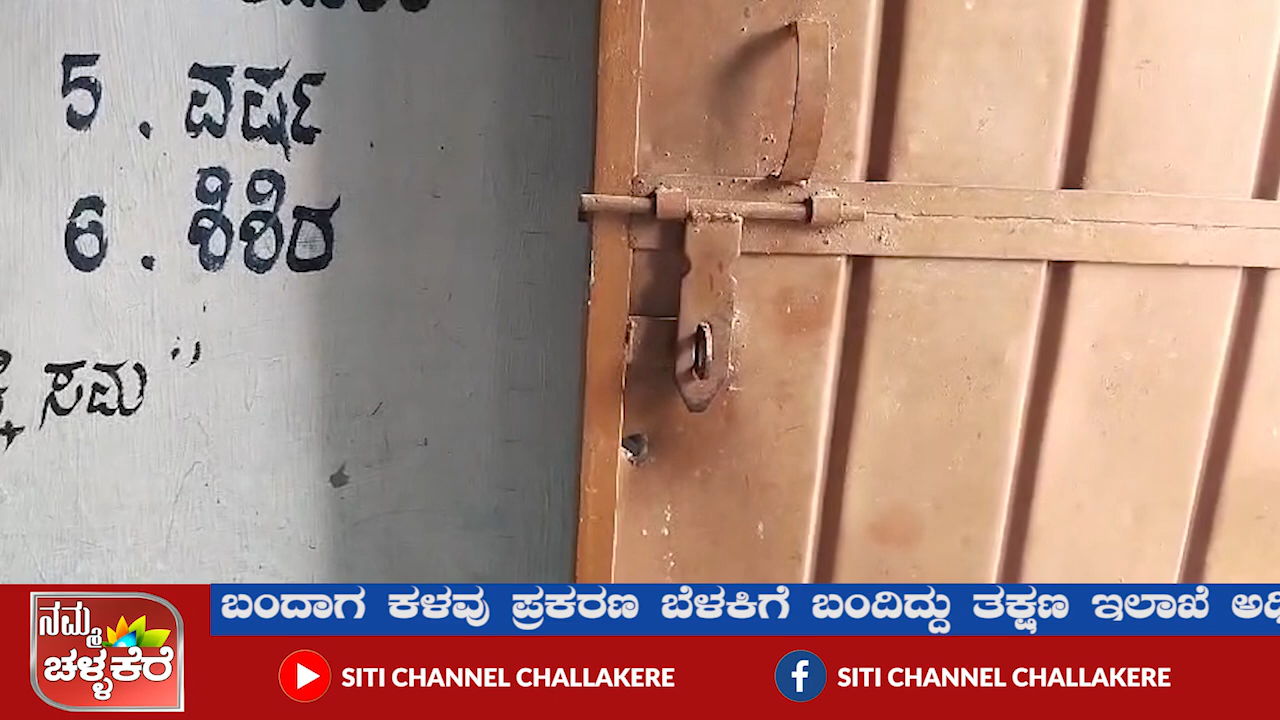 5 . ವರ್ಷ
6 . ಶಿಶಿರ
ಸಮ"
ಬಂದಾಗ ಕಳವು ಪ್ರಕರಣ ಬೆಳಕಿಗೆ ಬಂದಿದ್ದು ತಕ್ಷಣ ಇಲಾಖೆ
ನಮ್ಮ
ಚಳ್ಳಕೆರೆ
SITI CHANNEL CHALLAKERE
SITI CHANNEL CHALLAKERE